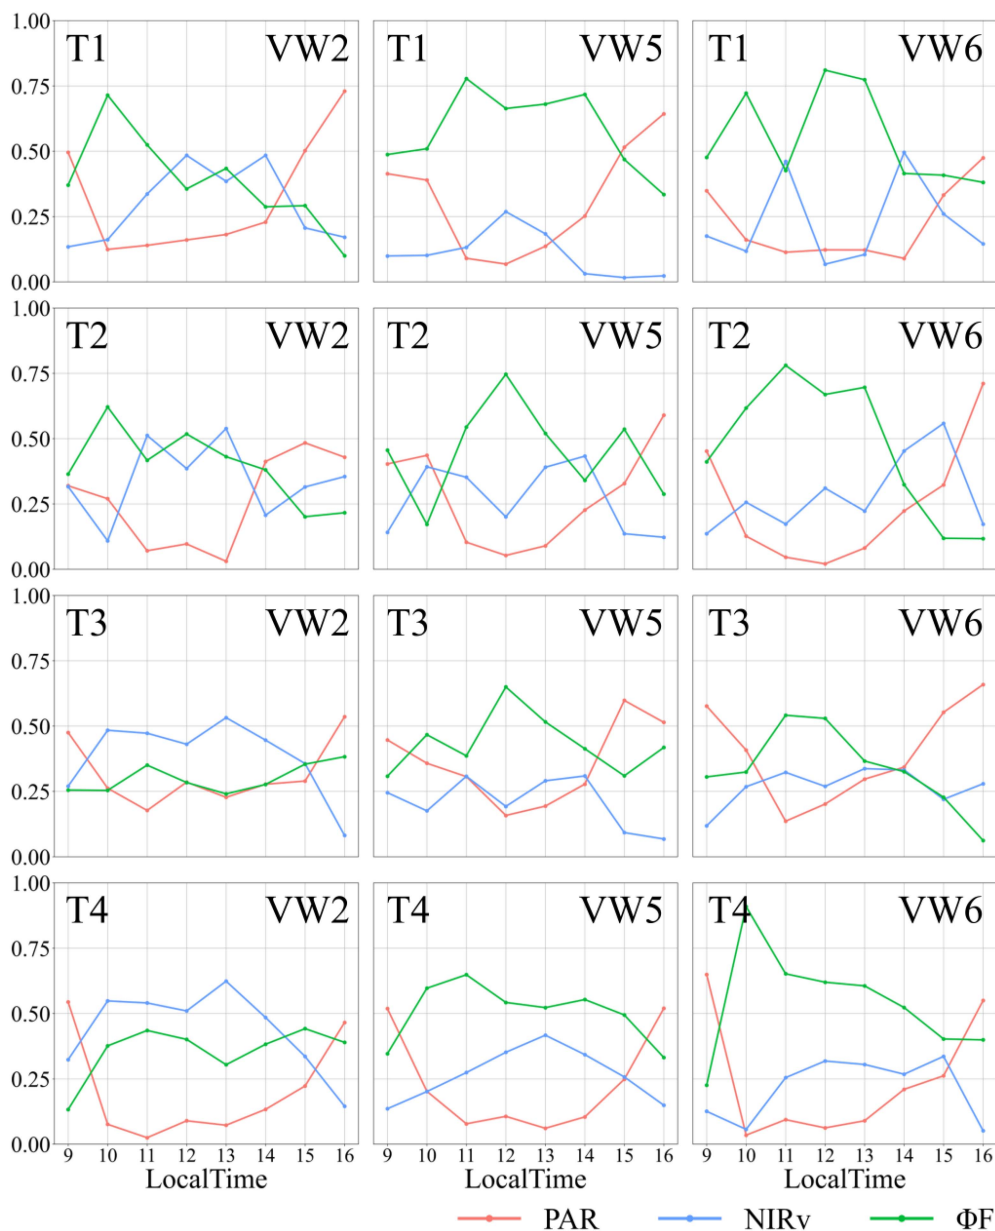 1.00
T1 VW2 T1 VW5 T1 VW6
0.75
0.50
0.25
0.00
1.00
T2 VW2 T2 VW5 T2 VW6
0.75
0.50
0.25
0.00
1.00
T3 VW2 T3 VW5 T3 VW6
0.75
0.50
0.25
0.00
1.00
T4 VW2 T4 VW5 T4 VW6
0.75
0.50
0.25
0.00
9 10 11 12 13 14 15 16 9 10 11 12 13 14 15 16 9 10 11 12 13 14 15 16
LocalTime LocalTime LocalTime
PAR NIRv ΦF